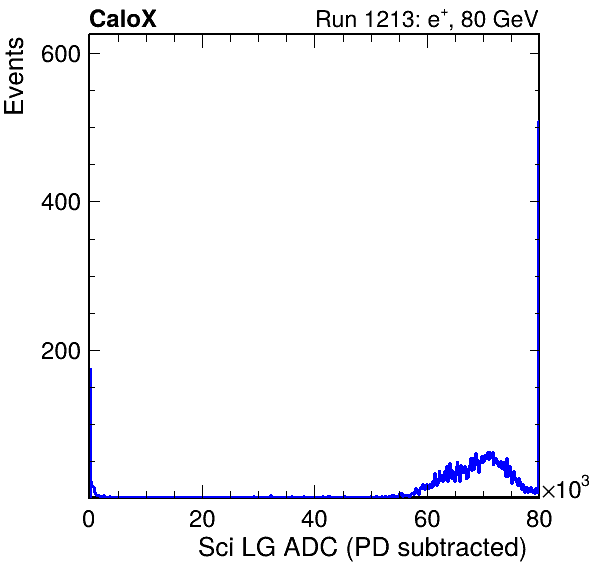 CaloX Run 1213: e⁺, 80 GeV
Events
600
400
200
0 20 40 60 80
×10³
Sci LG ADC (PD subtracted)